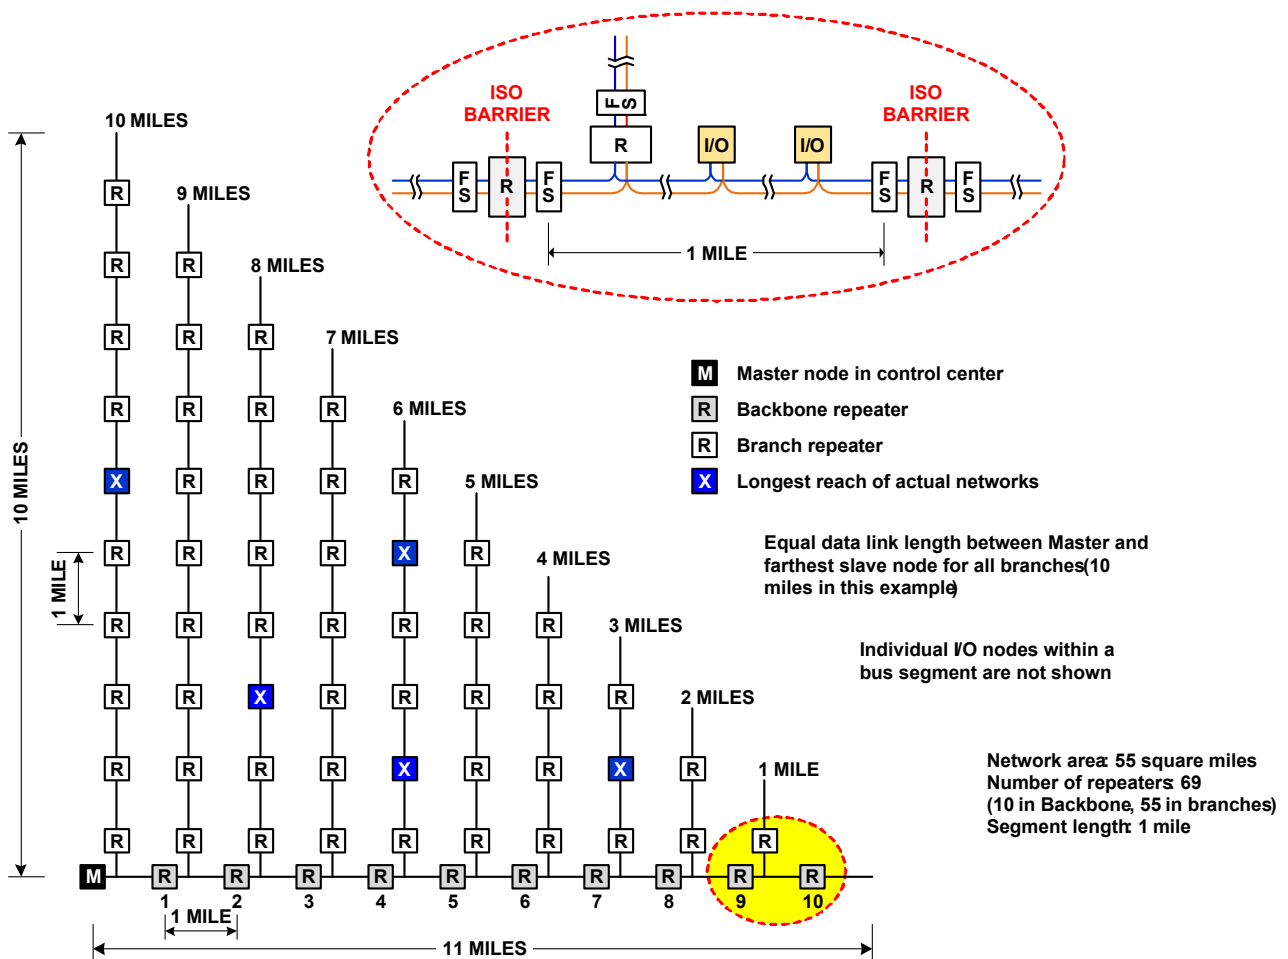 ISO
BARRIER
FS
R
I/O
I/O
ISO
BARRIER
FS
R
FS
FS
R
FS
1 MILE
10 MILES
R
9 MILES
R R
8 MILES
R R R
7 MILES
R R R R
6 MILES
X R R R R
5 MILES
R R R R X R
4 MILES
R R R R R R R
3 MILES
R R X R R R R R
2 MILES
R R R R X R R X R
1 MILE
R R R R R R R R R R
M R R R R R R R R R R
1 2 3 4 5 6 7 8 9 10
1 MILE
11 MILES
10 MILES
1 MILE
M Master node in control center
R Backbone repeater
R Branch repeater
X Longest reach of actual networks
Equal data link length between Master and
farthest slave node for all branches(10
miles in this example)
Individual I/O nodes within a
bus segment are not shown
Network area: 55 square miles
Number of repeaters: 69
(10 in Backbone, 55 in branches)
Segment length: 1 mile